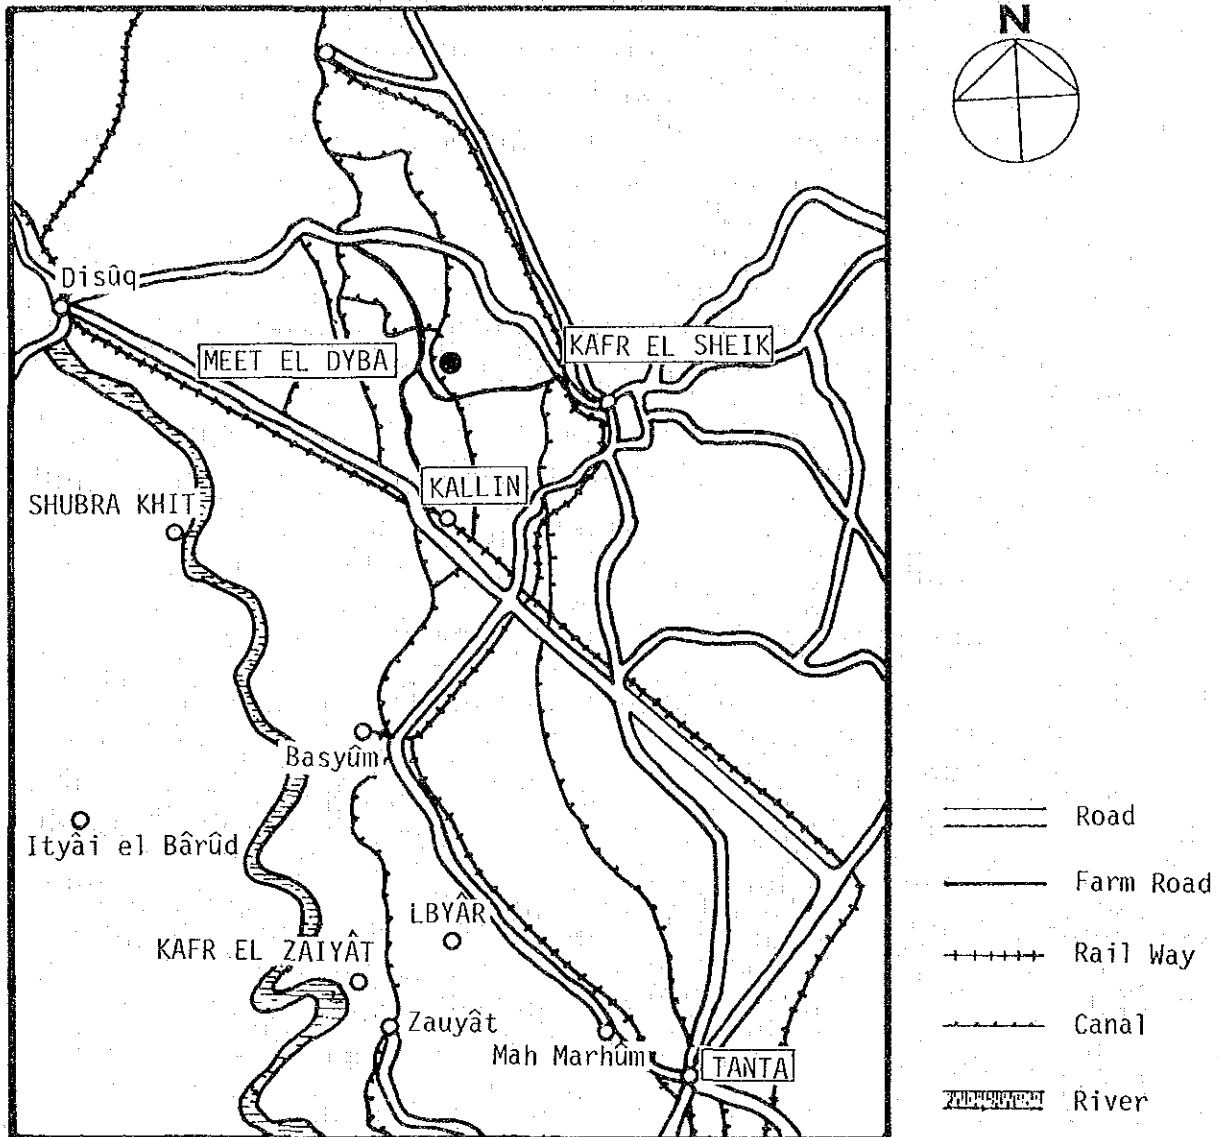 N
Disûq
MEET EL DYBA
KAFR EL SHEIK
KALLIN
SHUBRA KHIT
Basyûm
Ityâi el Bârûd
LBYÂR
KAFR EL ZAIYÂT
Zauyât
Mah Marhûm
TANTA
Road
Farm Road
Rail Way
Canal
River